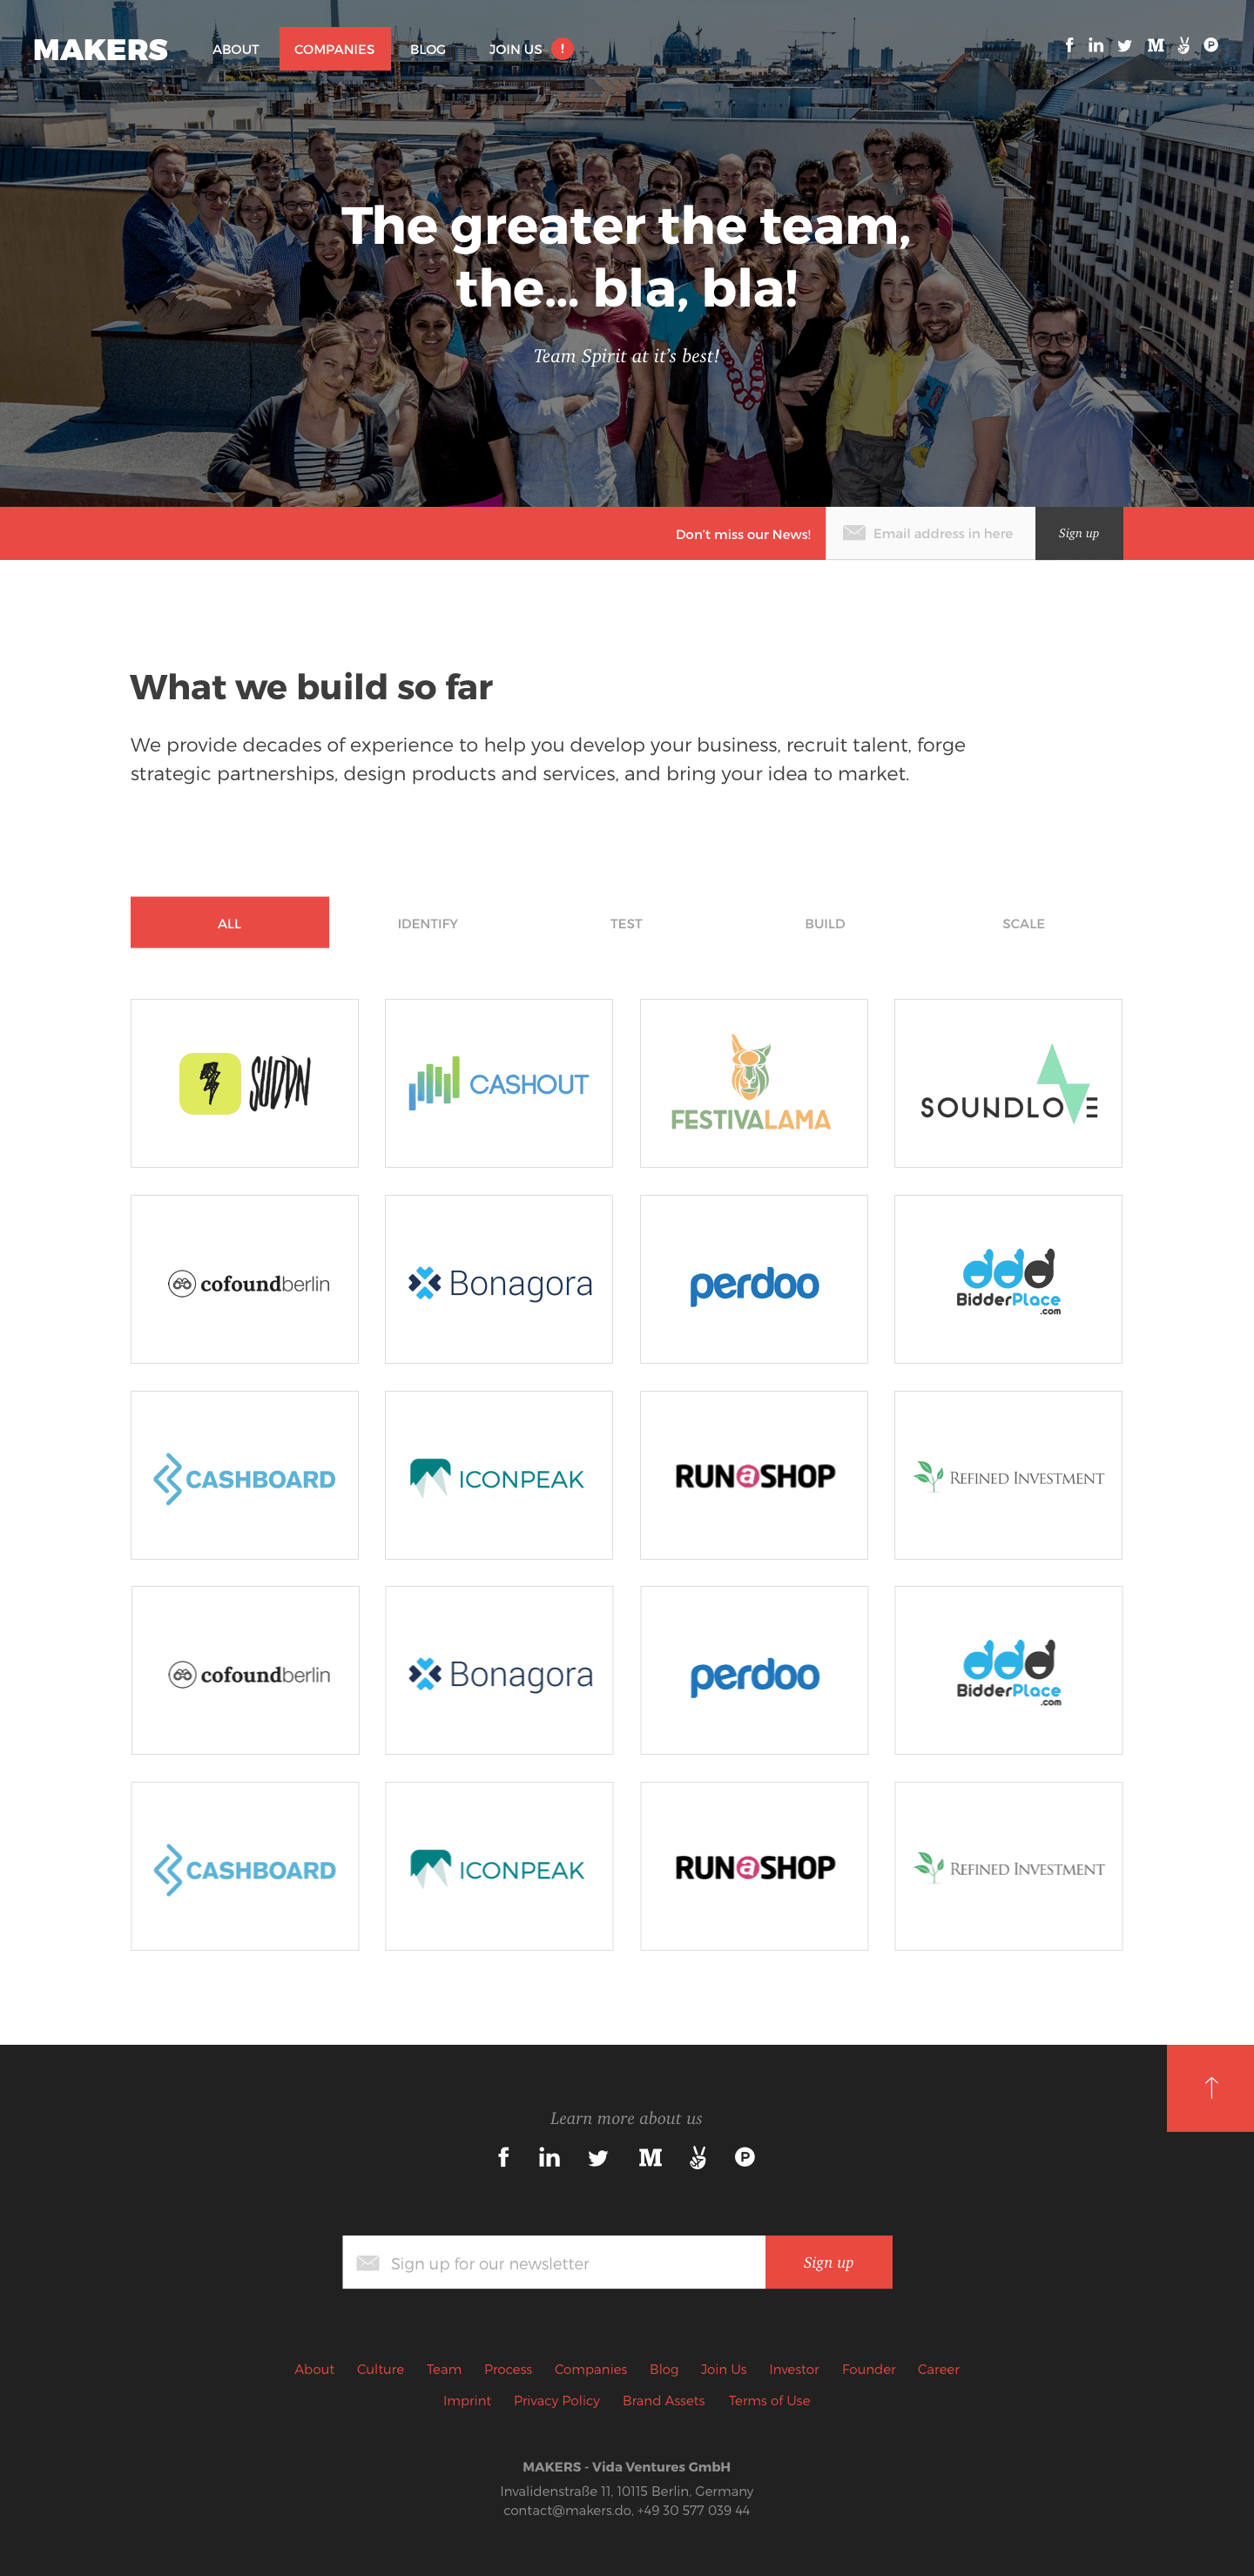 MAKERS ABOUT COMPANIES BLOG JOIN US !
The greater the team,
the... bla, bla!
Team Spirit at it's best!
Don't miss our News! Email address in here Sign up
What we build so far
We provide decades of experience to help you develop your business, recruit talent, forge
strategic partnerships, design products and services, and bring your idea to market.
ALL IDENTIFY TEST BUILD SCALE
SUDDN
CASHOUT
FESTIVALAMA
SOUNDLOVE
cofoundberlin
Bonagora
perdoo
ddd
BidderPlace
.com
CASHBOARD
ICONPEAK
RUNaSHOP
REFINED INVESTMENT
cofoundberlin
Bonagora
perdoo
ddd
BidderPlace
.com
CASHBOARD
ICONPEAK
RUNaSHOP
REFINED INVESTMENT
Learn more about us
Sign up for our newsletter Sign up
About Culture Team Process Companies Blog Join Us Investor Founder Career
Imprint Privacy Policy Brand Assets Terms of Use
MAKERS - Vida Ventures GmbH
Invalidenstraße 11, 10115 Berlin, Germany
contact@makers.do, +49 30 577 039 44